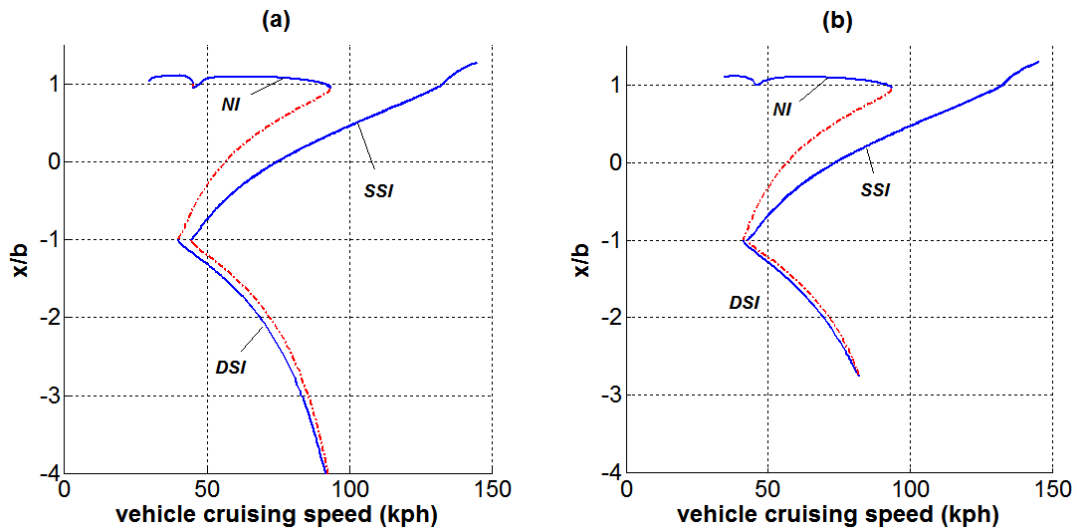 (a)
1
0
-1
-2
-3
-4
0
50
100
150
x/b
vehicle cruising speed (kph)
NI
SSI
DSI
(b)
1
0
-1
-2
-3
-4
0
50
100
150
x/b
vehicle cruising speed (kph)
NI
SSI
DSI